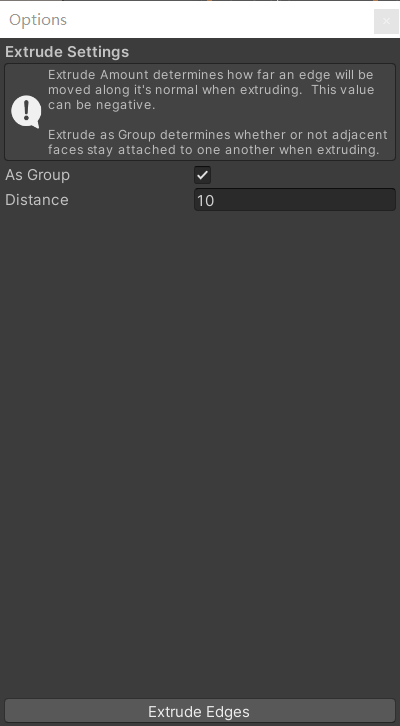 Options
Extrude Settings
Extrude Amount determines how far an edge will be
moved along it's normal when extruding.  This value
can be negative.
Extrude as Group determines whether or not adjacent
faces stay attached to one another when extruding.
As Group
Distance
10
Extrude Edges